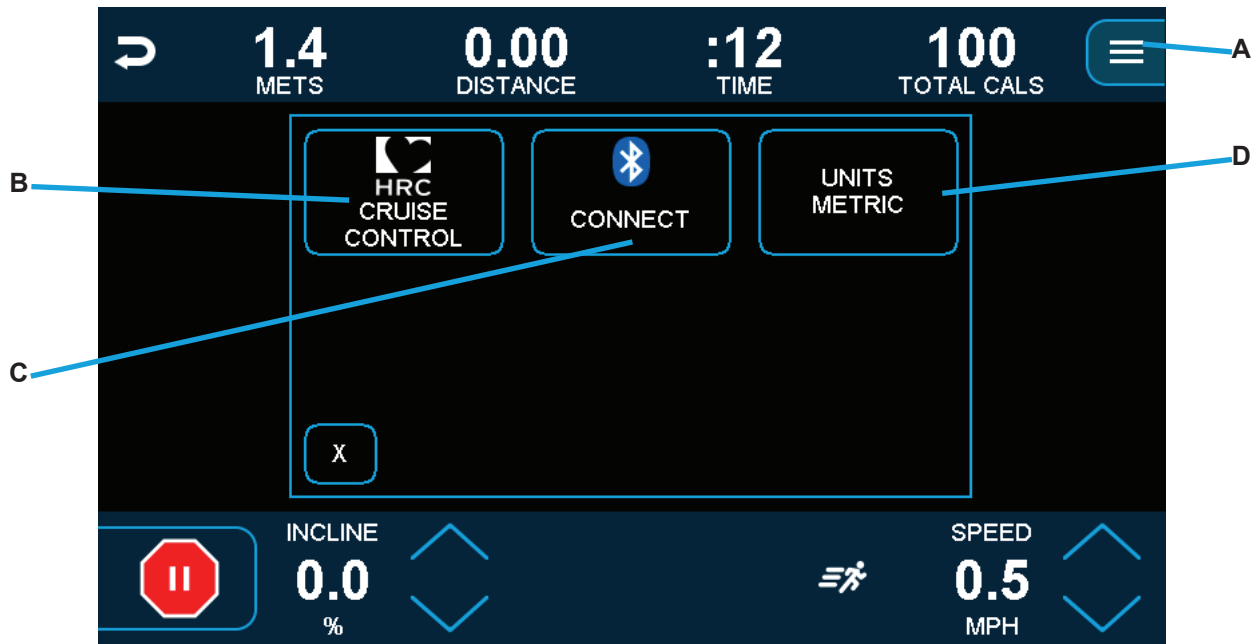 1.4
METS
0.00
DISTANCE
:12
TIME
100
TOTAL CALS
A
B
HRC
CRUISE
CONTROL
CONNECT
UNITS
METRIC
D
C
X
INCLINE
0.0
%
SPEED
0.5
MPH